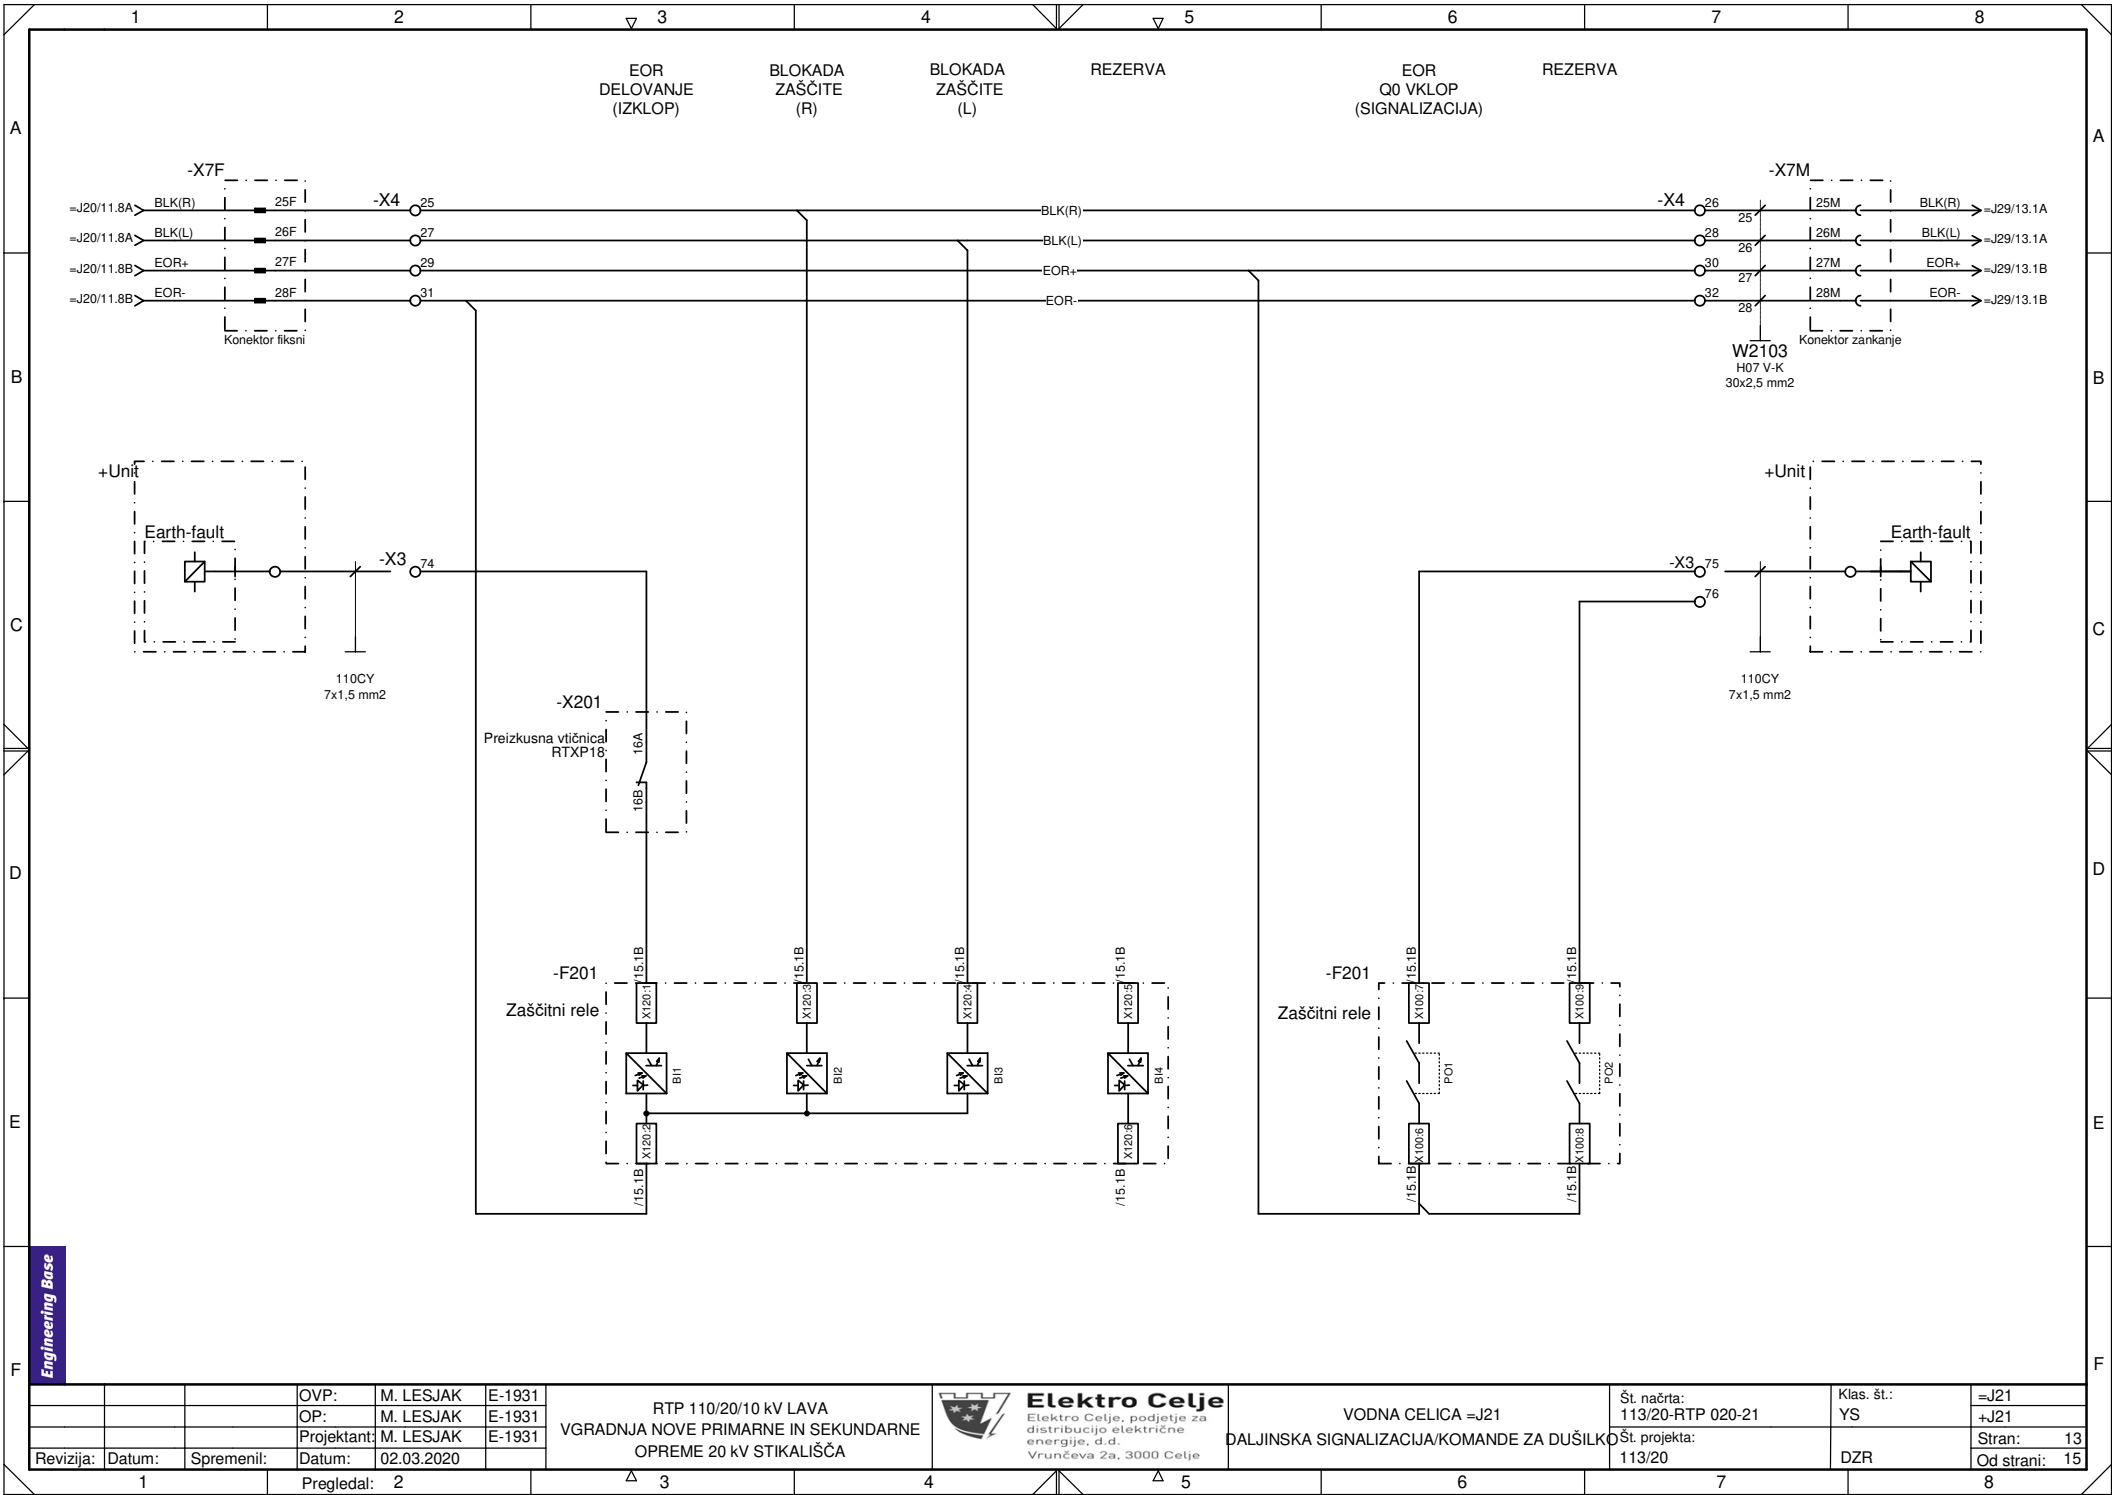 1 2 3 4 5 6 7 8
EOR
DELOVANJE
(IZKLOP)
BLOKADA
ZAŠČITE
(R)
BLOKADA
ZAŠČITE
(L)
REZERVA
EOR
Q0 VKLOP
(SIGNALIZACIJA)
REZERVA
A
A
-X7F
-X7M
=J20/11.8A BLK(R) 25F -X4 25 BLK(R) -X4 26 25 25M BLK(R) =J29/13.1A
=J20/11.8A BLK(L) 26F 27 BLK(L) 28 26 26M BLK(L) =J29/13.1A
=J20/11.8B EOR+ 27F 29 EOR+ 30 27 27M EOR+ =J29/13.1B
=J20/11.8B EOR- 28F 31 EOR- 32 28 28M EOR- =J29/13.1B
Konektor fiksni
Konektor zankanje
W2103
H07 V-K
30x2,5 mm2
B
B
+Unit
+Unit
Earth-fault
Earth-fault
-X3 74
-X3 75
76
C
C
110CY
7x1,5 mm2
110CY
7x1,5 mm2
-X201
Preizkusna vtičnica
RTXP18
16A
16B
D
D
/15.1B /15.1B /15.1B /15.1B /15.1B /15.1B
-F201
-F201
Zaščitni rele
Zaščitni rele
X120:1 X120:3 X120:4 X120:5 X100:7 X100:9
BI1 BI2 BI3 BI4 PO1 PO2
E
E
X120:2 X120:6 X100:6 X100:8
/15.1B /15.1B /15.1B /15.1B
Engineering Base
F
F
OVP: M. LESJAK E-1931
OP: M. LESJAK E-1931
Projektant: M. LESJAK E-1931
Revizija: Datum: Spremenil: Datum: 02.03.2020
Pregledal:
RTP 110/20/10 kV LAVA
VGRADNJA NOVE PRIMARNE IN SEKUNDARNE
OPREME 20 kV STIKALIŠČA
Elektro Celje
Elektro Celje, podjetje za
distribucijo električne
energije, d.d.
Vrunčeva 2a, 3000 Celje
VODNA CELICA =J21
DALJINSKA SIGNALIZACIJA/KOMANDE ZA DUŠILKO
Št. načrta:
113/20-RTP 020-21
Št. projekta:
113/20
Klas. št.:
YS
DZR
=J21
+J21
Stran: 13
Od strani: 15
1 2 3 4 5 6 7 8